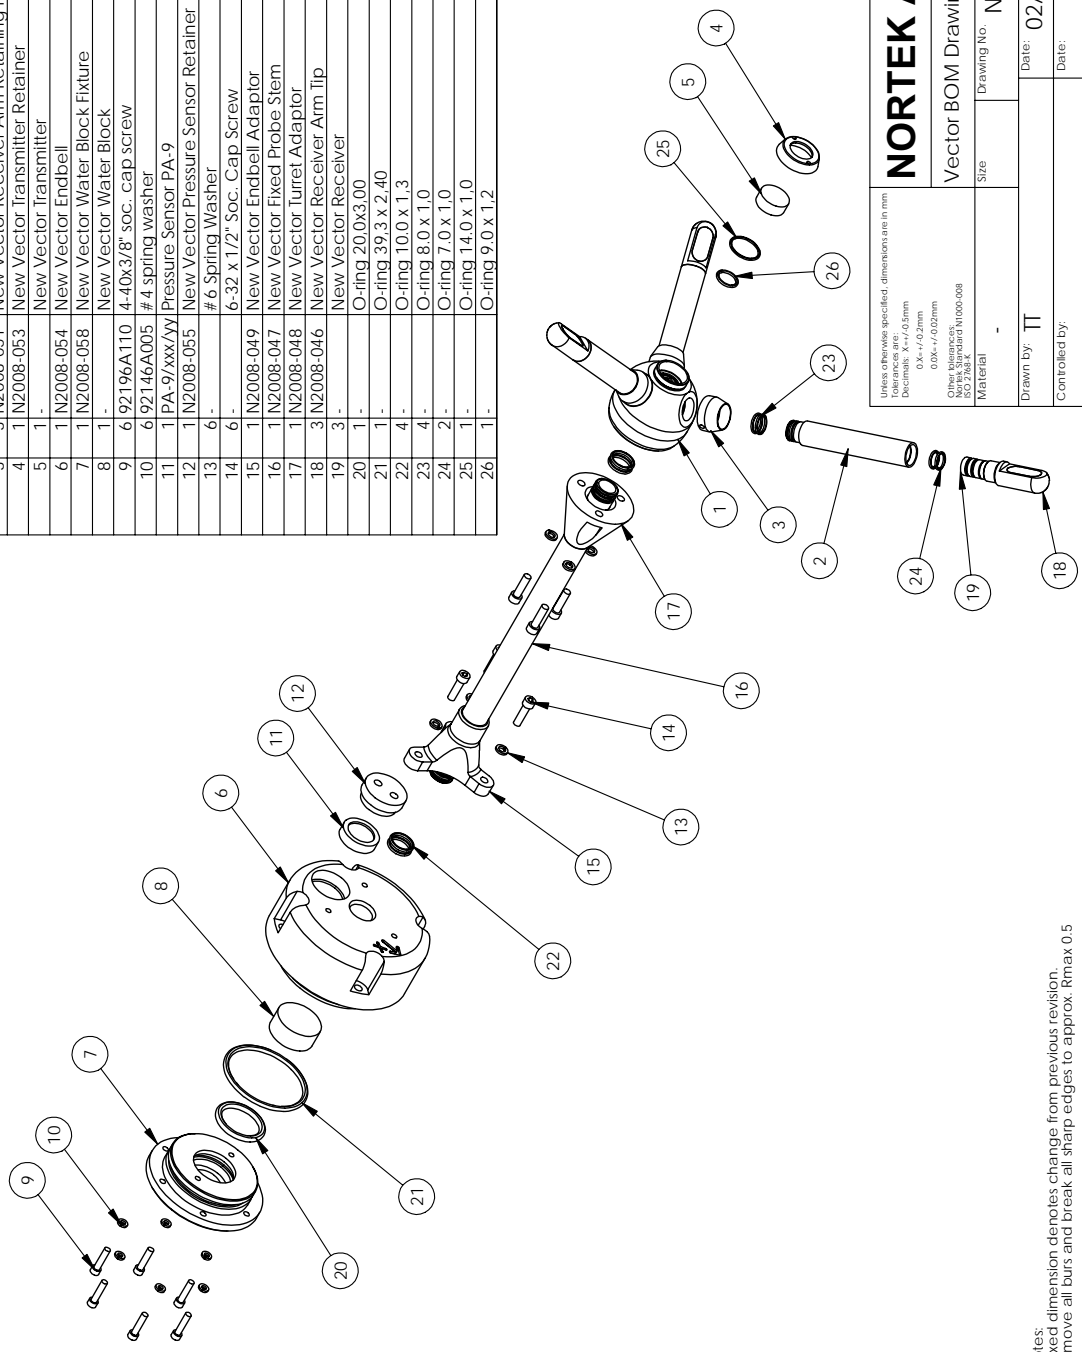 4 1 N2008-053 New Vector Transmitter Retainer
5 1 - New Vector Transmitter
6 1 N2008-054 New Vector Endbell
7 1 N2008-058 New Vector Water Block Fixture
8 1 - New Vector Water Block
9 6 92196A110 4-40x3/8" soc. cap screw
10 6 92146A005 #4 spring washer
11 1 PA-9/xxx/yy Pressure Sensor PA-9
12 1 N2008-055 New Vector Pressure Sensor Retainer
13 6 - #6 Spring Washer
14 6 - 6-32 x 1/2" Soc. Cap Screw
15 1 N2008-049 New Vector Endbell Adaptor
16 1 N2008-047 New Vector Fixed Probe Stem
17 1 N2008-048 New Vector Turret Adaptor
18 3 N2008-046 New Vector Receiver Arm Tip
19 3 - New Vector Receiver
20 1 - O-ring 20,0x3,00
21 1 - O-ring 39,3 x 2,40
22 4 - O-ring 10.0 x 1,3
23 4 - O-ring 8.0 x 1,0
24 2 - O-ring 7.0 x 1,0
25 1 - O-ring 14.0 x 1,0
26 1 - O-ring 9.0 x 1,2
9
10
7
20
21
8
6
X
11
12
22
15
13
14
16
17
1
3
2
24
19
18
23
26
25
5
4
Unless otherwise specified, dimensions are in mm
Tolerances are:
Decimals: X=+/-0.5mm
0.X=+/-0.2mm
0.0X=+/-0.02mm
Other tolerances:
Nortek Standard N1000-008
ISO 2768-K
NORTEK A
Vector BOM Drawin
Material
-
Size
Drawing No.
N
Drawn by: TT
Date: 02
Controlled by:
Date:
tes:
xed dimension denotes change from previous revision.
move all burs and break all sharp edges to approx. Rmax 0.5